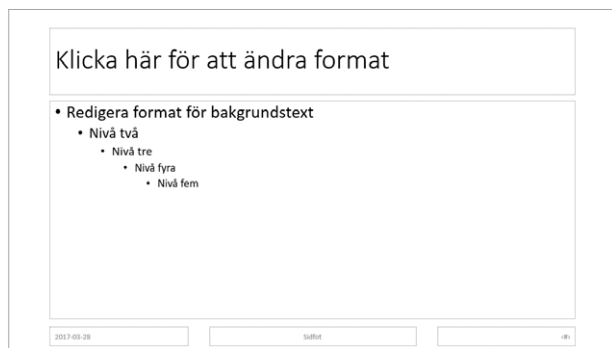 Klicka här för att ändra format
• Redigera format för bakgrundstext
• Nivå två
• Nivå tre
• Nivå fyra
• Nivå fem
2017-03-28
Sidfot
‹#›